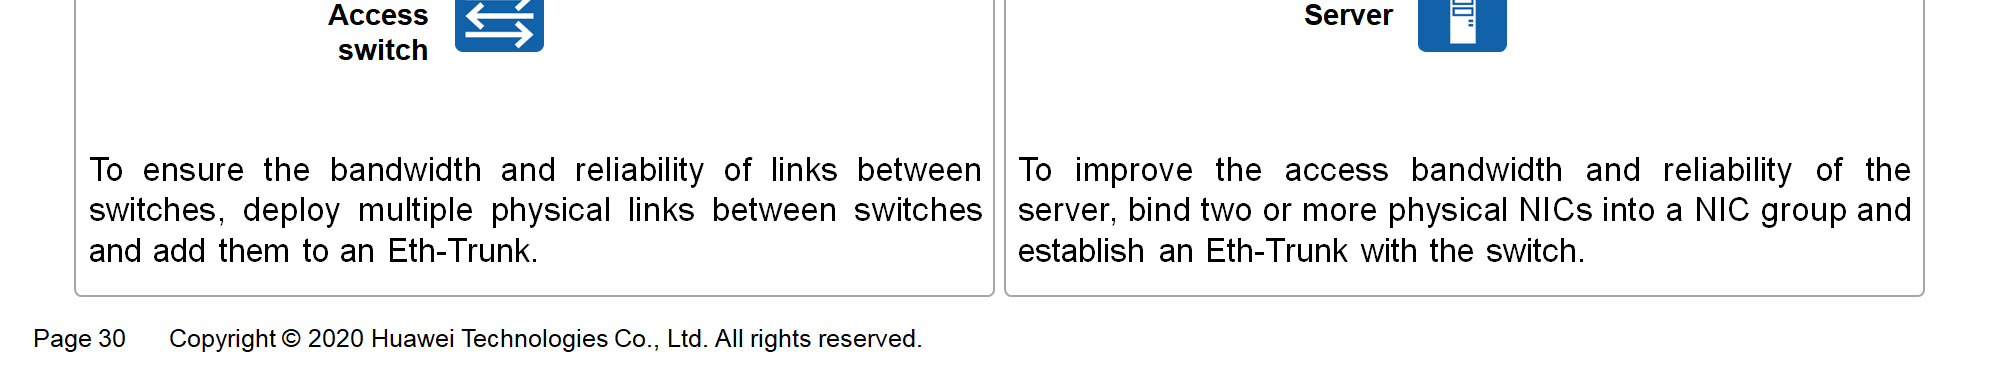 Access
switch
To ensure the bandwidth and reliability of links between
switches, deploy multiple physical links between switches
and add them to an Eth-Trunk.
Server
To improve the access bandwidth and reliability of the
server, bind two or more physical NICs into a NIC group and
establish an Eth-Trunk with the switch.
Page 30 Copyright © 2020 Huawei Technologies Co., Ltd. All rights reserved.